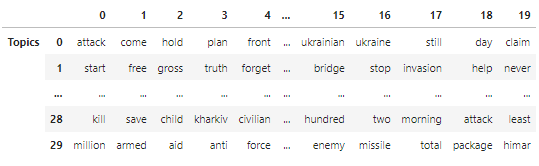 0 1 2 3 4 ... 15 16 17 18 19
Topics 0 attack come hold plan front ... ukrainian ukraine still day claim
1 start free gross truth forget ... bridge stop invasion help never
... ... ... ... ... ... ... ... ... ... ... ...
28 kill save child kharkiv civilian ... hundred two morning attack least
29 million armed aid anti force ... enemy missile total package himar